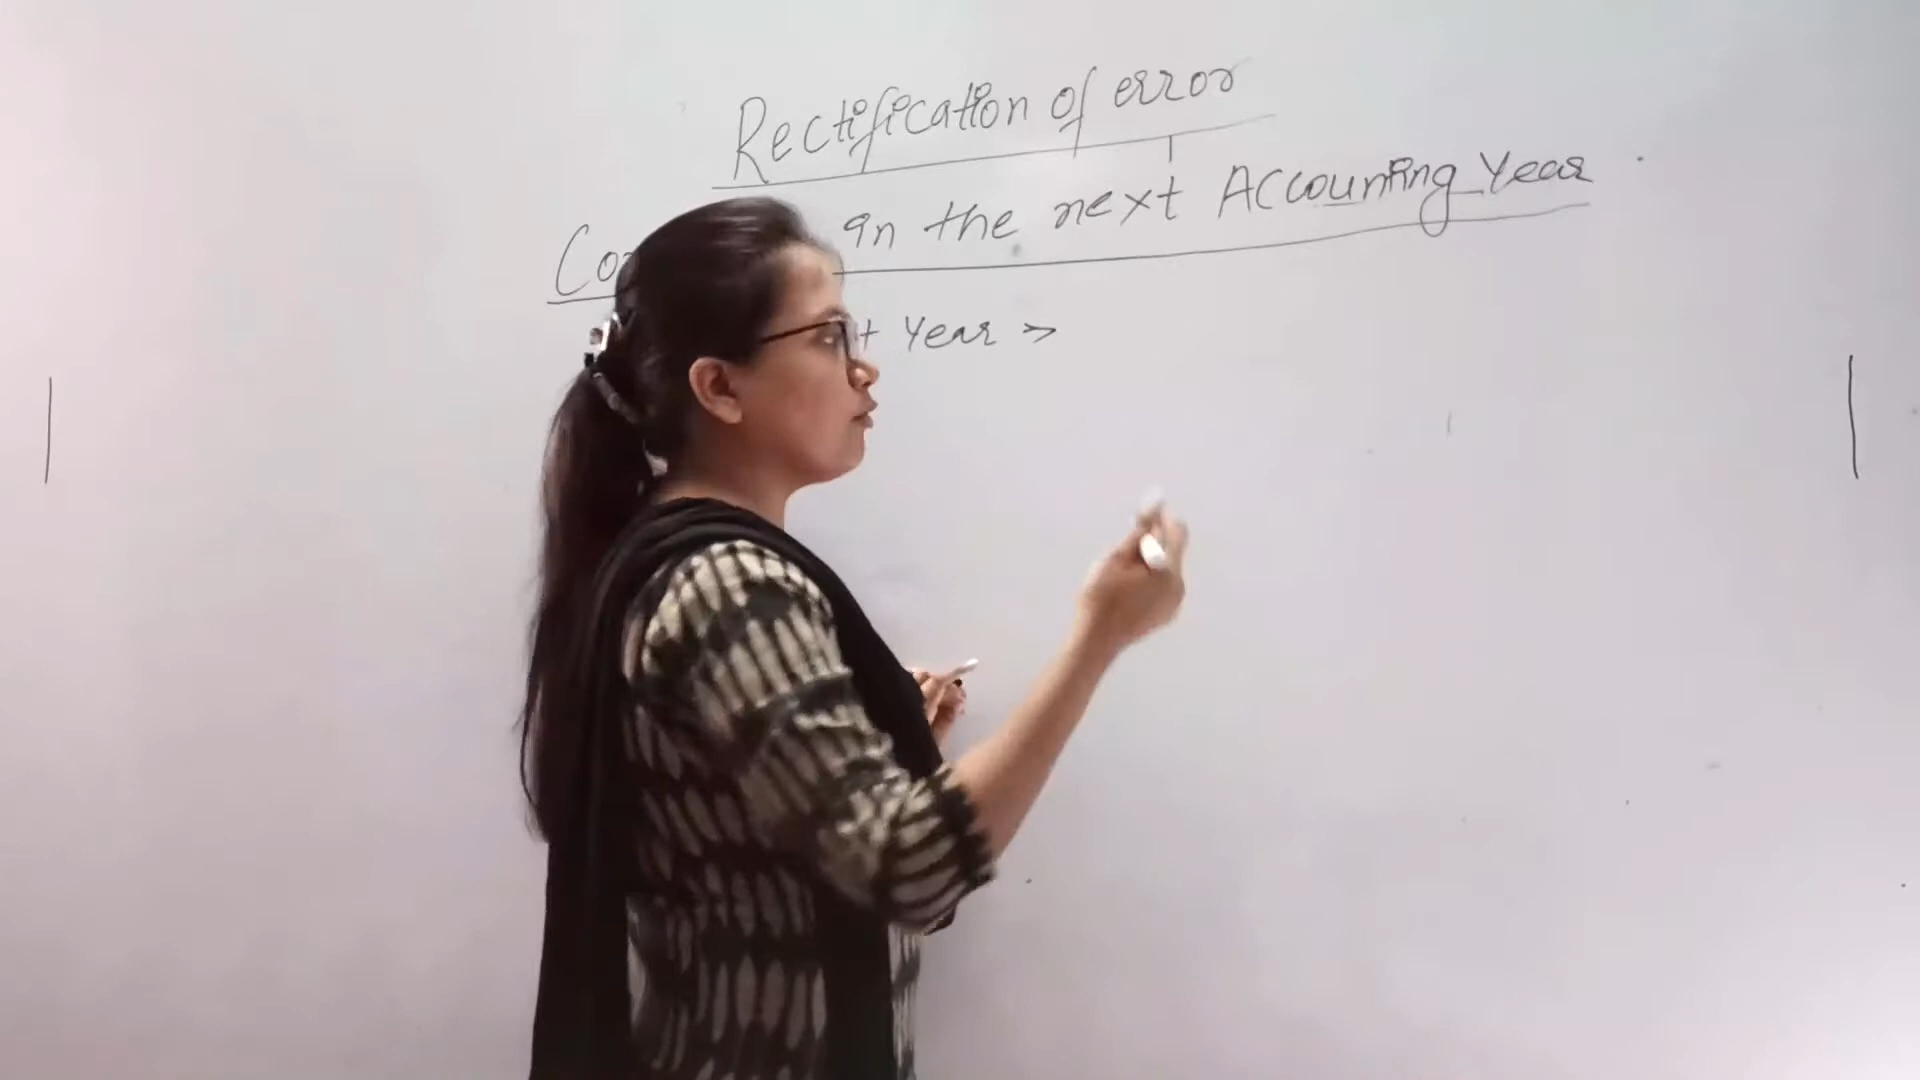 Rectification of error
in the next Accounting Year
Year >